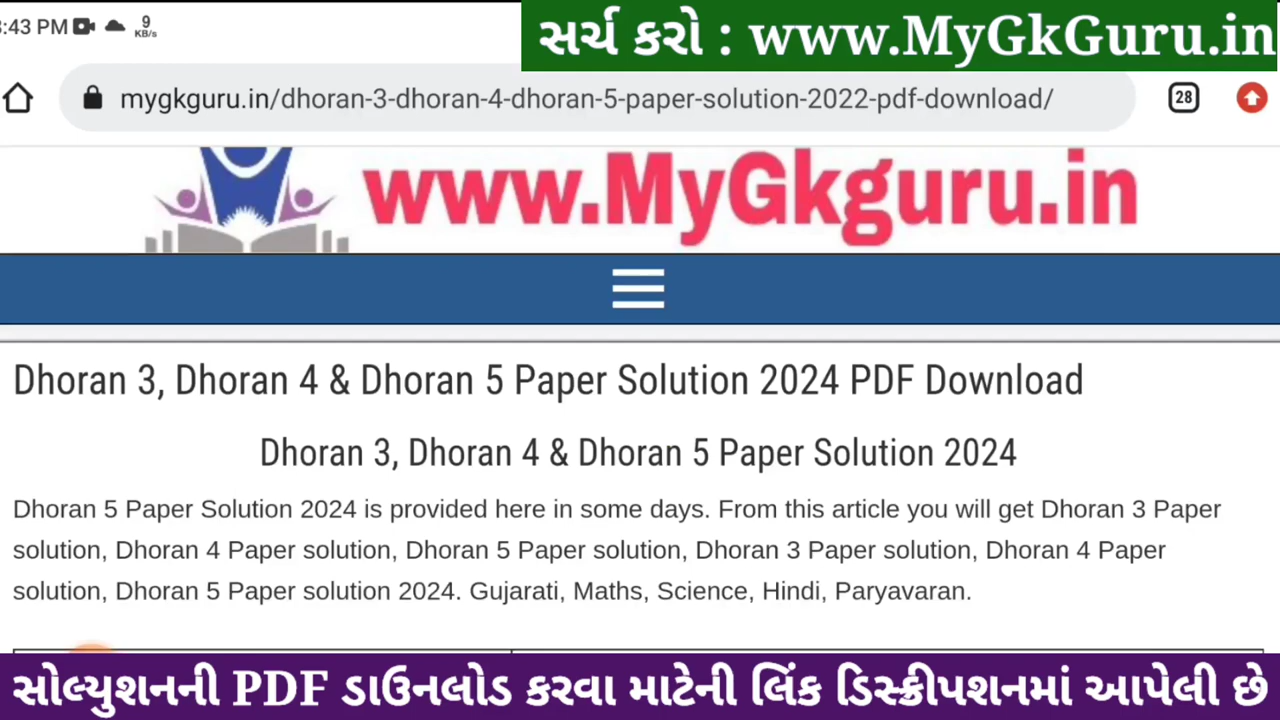 :43 PM 9 KB/s
સર્ચ કરો : www.MyGkGuru.in
mygkguru.in/dhoran-3-dhoran-4-dhoran-5-paper-solution-2022-pdf-download/ 28
www.MyGkguru.in
Dhoran 3, Dhoran 4 & Dhoran 5 Paper Solution 2024 PDF Download
Dhoran 3, Dhoran 4 & Dhoran 5 Paper Solution 2024
Dhoran 5 Paper Solution 2024 is provided here in some days. From this article you will get Dhoran 3 Paper
solution, Dhoran 4 Paper solution, Dhoran 5 Paper solution, Dhoran 3 Paper solution, Dhoran 4 Paper
solution, Dhoran 5 Paper solution 2024. Gujarati, Maths, Science, Hindi, Paryavaran.
સોલ્યુશનની PDF ડાઉનલોડ કરવા માટેની લિંક ડિસ્ક્રીપશનમાં આપેલી છે